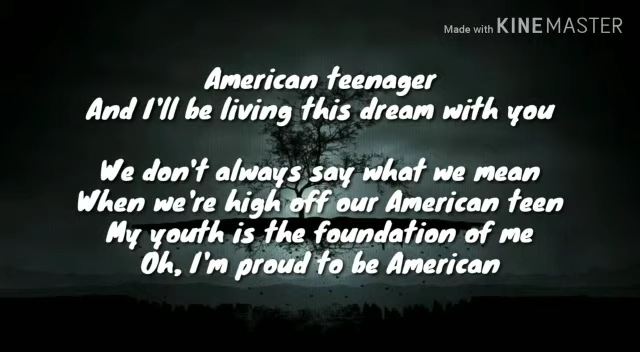 Made with KINEMASTER
American teenager
And I'll be living this dream with you
We don't always say what we mean
When we're high off our American teen
My youth is the foundation of me
Oh, I'm proud to be American